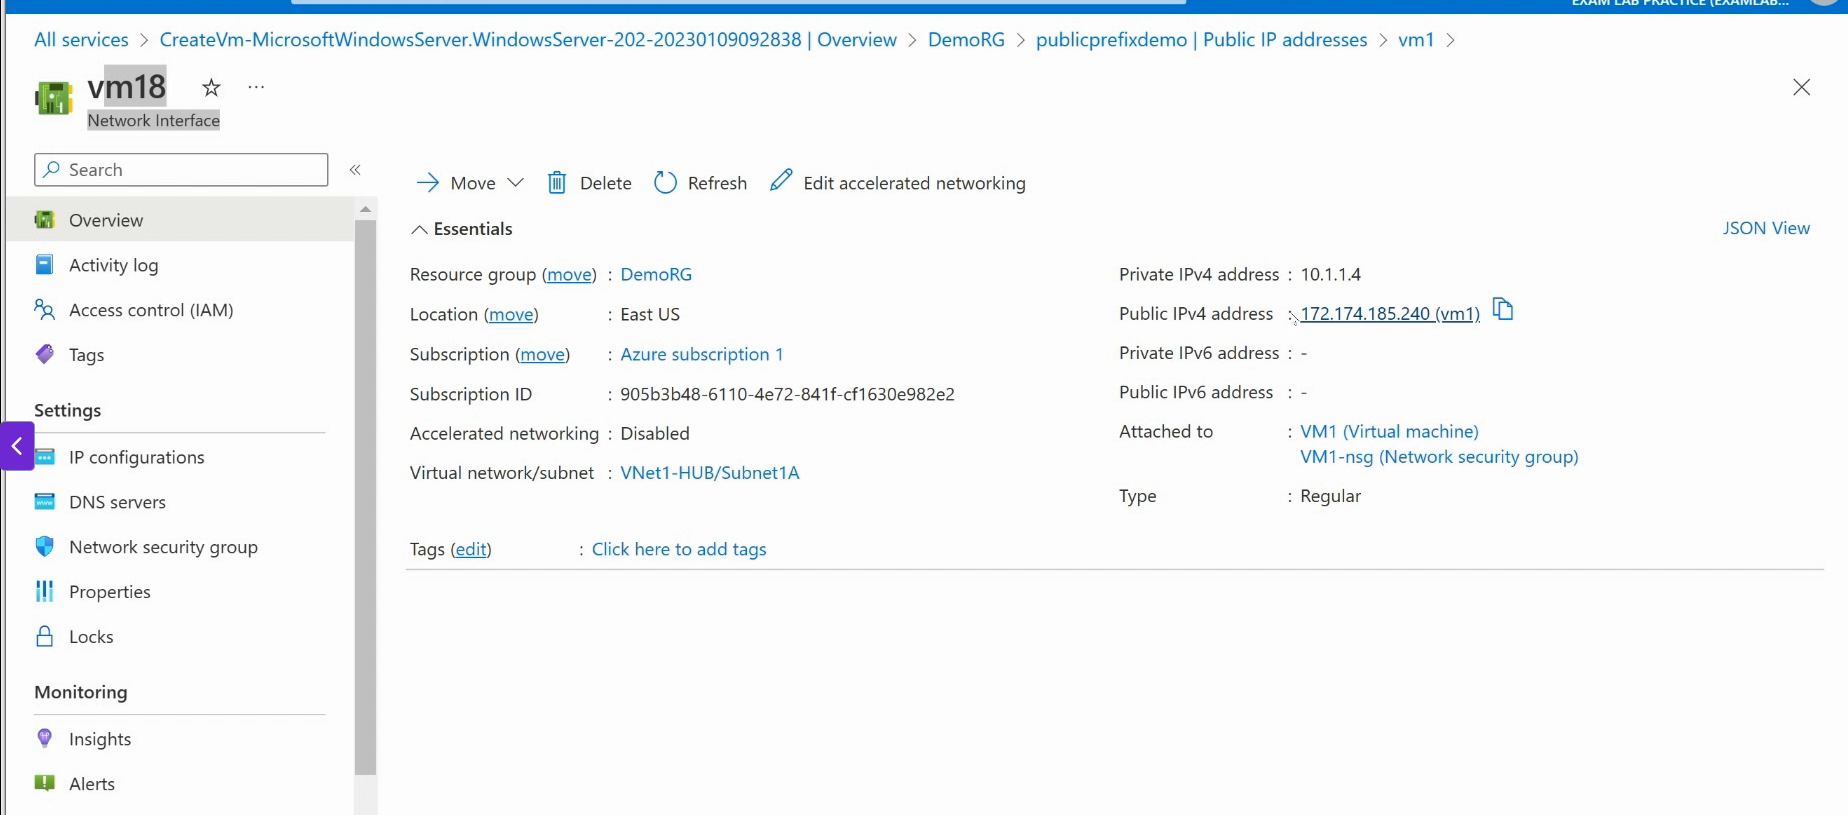 EXAM LAB PRACTICE (EXAMLAB...
All services > CreateVm-MicrosoftWindowsServer.WindowsServer-202-20230109092838 | Overview > DemoRG > publicprefixdemo | Public IP addresses > vm1 >
vm18
Network Interface
Search
Move
Delete
Refresh
Edit accelerated networking
Overview
Activity log
Access control (IAM)
Tags
Settings
IP configurations
DNS servers
Network security group
Properties
Locks
Monitoring
Insights
Alerts
Essentials
JSON View
Resource group (move) : DemoRG
Location (move) : East US
Subscription (move) : Azure subscription 1
Subscription ID : 905b3b48-6110-4e72-841f-cf1630e982e2
Accelerated networking : Disabled
Virtual network/subnet : VNet1-HUB/Subnet1A
Private IPv4 address : 10.1.1.4
Public IPv4 address : 172.174.185.240 (vm1)
Private IPv6 address : -
Public IPv6 address : -
Attached to : VM1 (Virtual machine)
VM1-nsg (Network security group)
Type : Regular
Tags (edit) : Click here to add tags